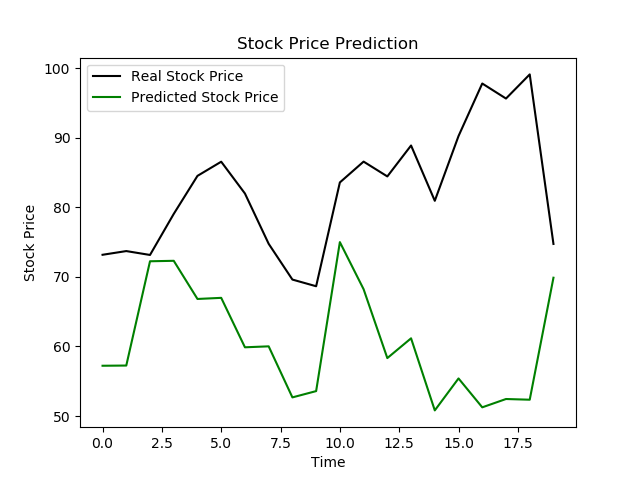 Stock Price Prediction
Real Stock Price
Predicted Stock Price
100
90
80
70
60
50
Stock Price
0.0 2.5 5.0 7.5 10.0 12.5 15.0 17.5
Time